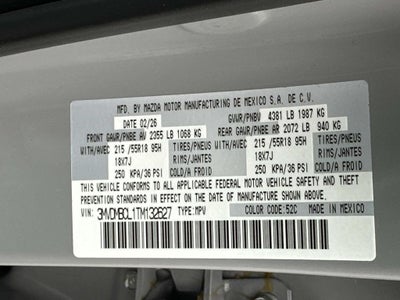 MFD. BY MAZDA MOTOR MANUFACTURING DE MEXICO S.A. DE C.V.
DATE 02/26 GVWR/PNBV 4381 LB 1987 KG
FRONT GAWR/PNBE AV 2355 LB 1068 KG REAR GAWR/PNBE AR 2072 LB 940 KG
WITH/AVEC 215 /55R18 95H TIRES/PNEUS WITH/AVEC 215 /55R18 95H TIRES/PNEUS
18X7J RIMS/JANTES 18X7J RIMS/JANTES
250 KPA/36 PSI COLD/A FROID 250 KPA/36 PSI COLD/A FROID
THIS VEHICLE CONFORMS TO ALL APPLICABLE FEDERAL MOTOR VEHICLE SAFETY AND THEFT
PREVENTION STANDARDS IN EFFECT ON THE DATE OF MANUFACTURE SHOWN ABOVE.
3MVDMBCL1TM132627 TYPE:MPV COLOR CODE:52C MADE IN MEXICO